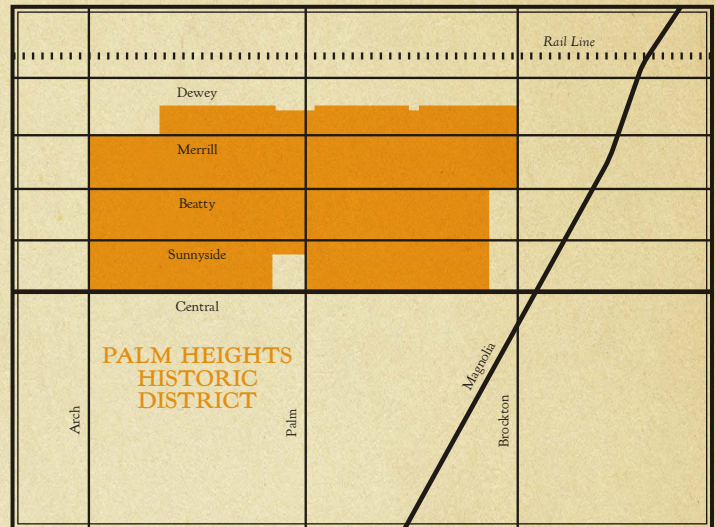 Rail Line
Dewey
Merrill
Beatty
Sunnyside
Central
PALM HEIGHTS
HISTORIC
DISTRICT
Arch
Palm
Magnolia
Brockton